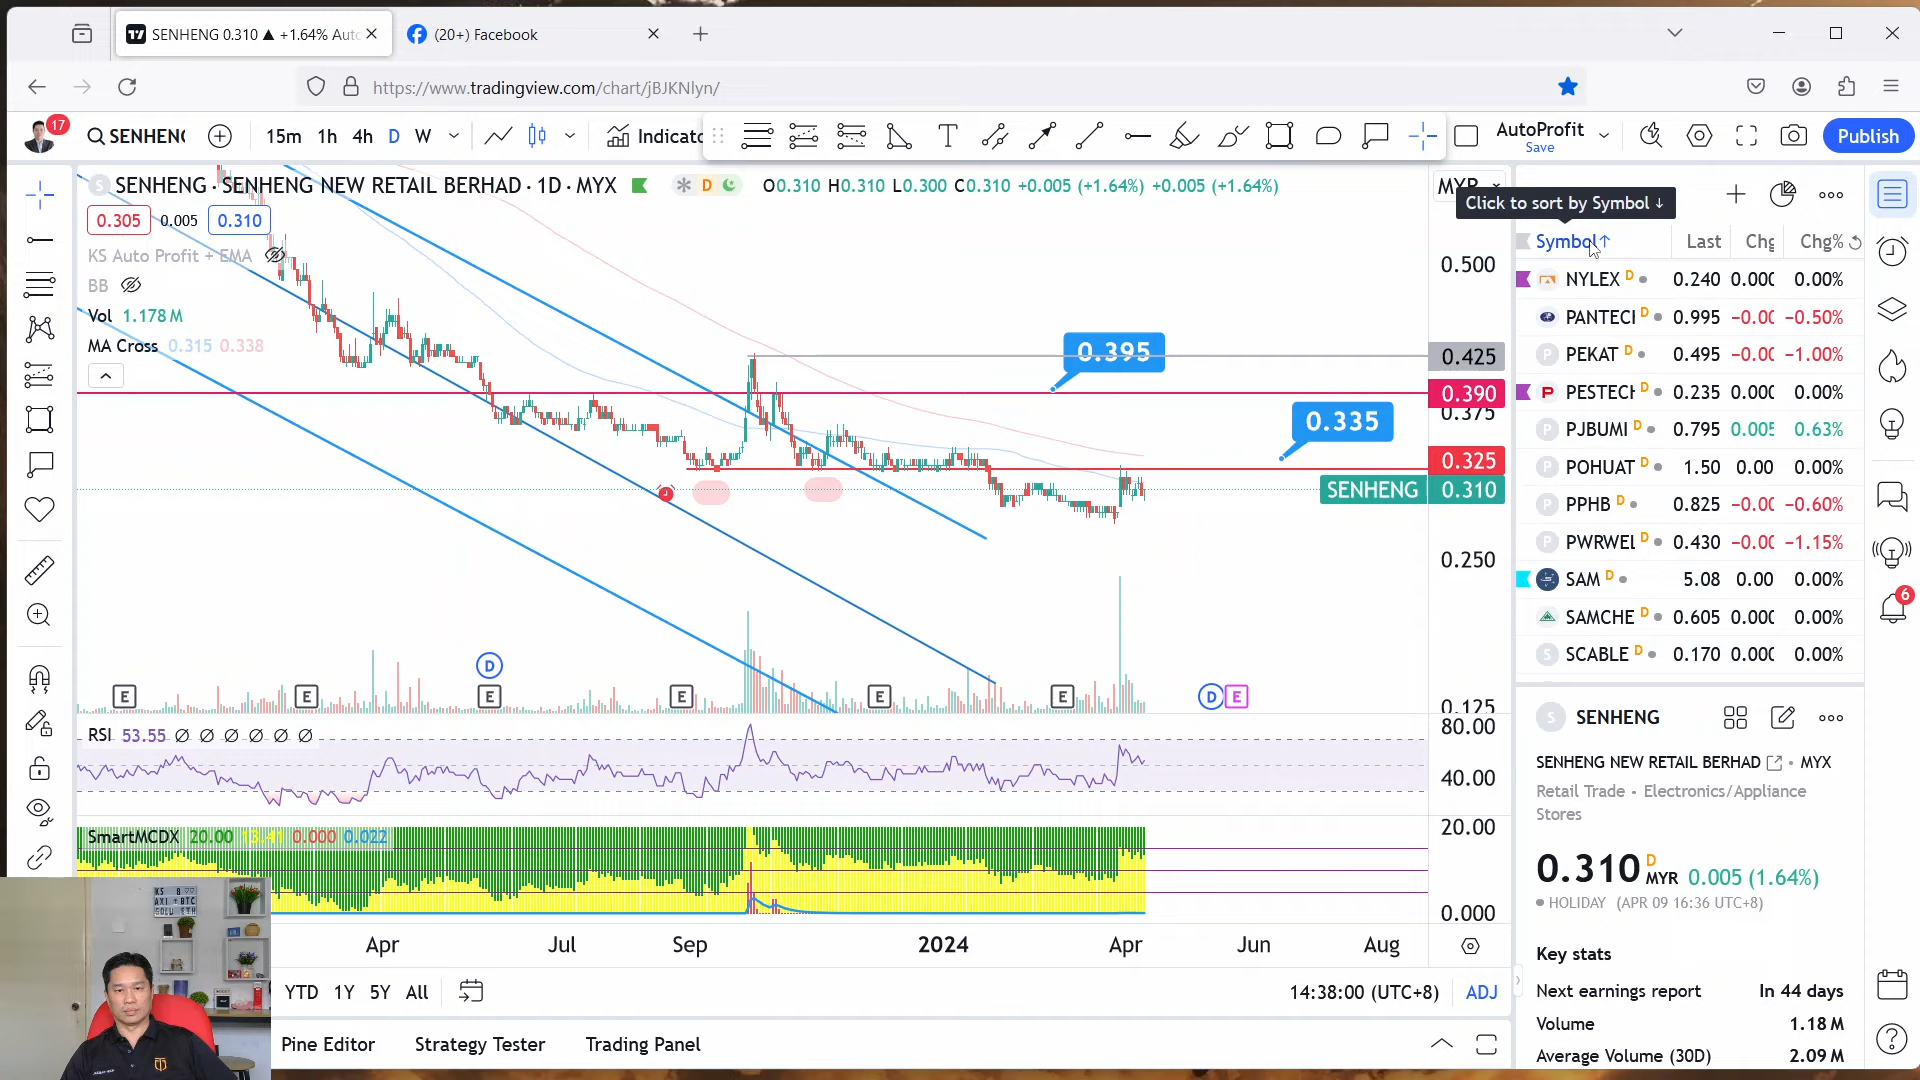 SENHENG 0.310 ▲ +1.64% Auto
(20+) Facebook
https://www.tradingview.com/chart/jBJKNlyn/
17
SENHENG
15m 1h 4h D W
Indicato
AutoProfit
Save
Publish
SENHENG · SENHENG NEW RETAIL BERHAD · 1D · MYX
D
O0.310 H0.310 L0.300 C0.310 +0.005 (+1.64%) +0.005 (+1.64%)
MYR
0.305 0.005 0.310
KS Auto Profit + EMA
BB
Vol 1.178 M
MA Cross 0.315 0.338
0.500
0.395
0.425
0.390
0.375
0.335
0.325
SENHENG 0.310
0.250
0.125
D
E E E E E E D E
RSI 53.55 ∅ ∅ ∅ ∅ ∅ ∅
80.00
40.00
SmartMCDX 20.00 13.41 0.000 0.022
20.00
0.000
Apr Jul Sep 2024 Apr Jun Aug
YTD 1Y 5Y All
14:38:00 (UTC+8) ADJ
Pine Editor Strategy Tester Trading Panel
Click to sort by Symbol ↓
Symbol↑ Last Chg Chg%
NYLEX D 0.240 0.000 0.00%
PANTECH D 0.995 −0.00 −0.50%
PEKAT D 0.495 −0.00 −1.00%
PESTECH D 0.235 0.000 0.00%
PJBUMI D 0.795 0.005 0.63%
POHUAT D 1.50 0.00 0.00%
PPHB D 0.825 −0.00 −0.60%
PWRWEL D 0.430 −0.00 −1.15%
SAM D 5.08 0.00 0.00%
SAMCHE D 0.605 0.000 0.00%
SCABLE D 0.170 0.000 0.00%
6
SENHENG
SENHENG NEW RETAIL BERHAD · MYX
Retail Trade · Electronics/Appliance
Stores
0.310 D MYR 0.005 (1.64%)
HOLIDAY (APR 09 16:36 UTC+8)
Key stats
Next earnings report In 44 days
Volume 1.18 M
Average Volume (30D) 2.09 M
AXI + BTC
GOLD ETH